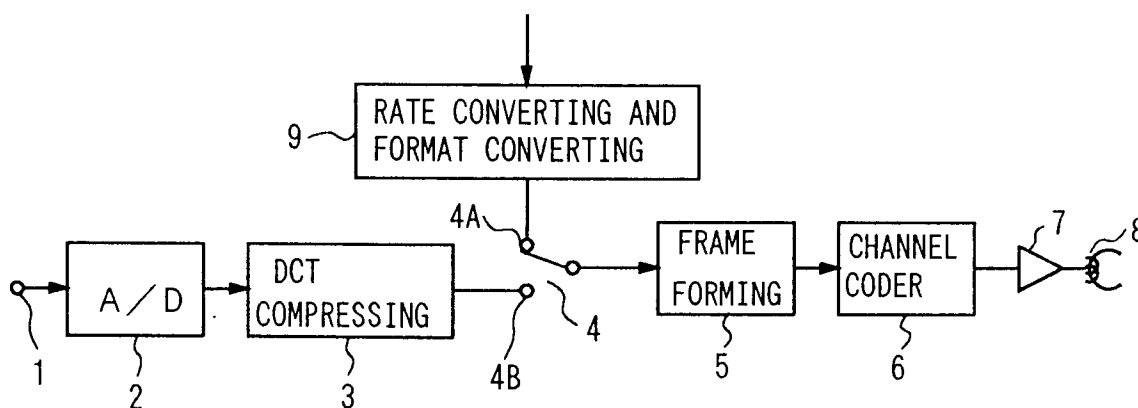 RATE CONVERTING AND
FORMAT CONVERTING
9
4A
7
8
A/D
DCT
COMPRESSING
FRAME
FORMING
CHANNEL
CODER
4
1
2
3
4B
5
6